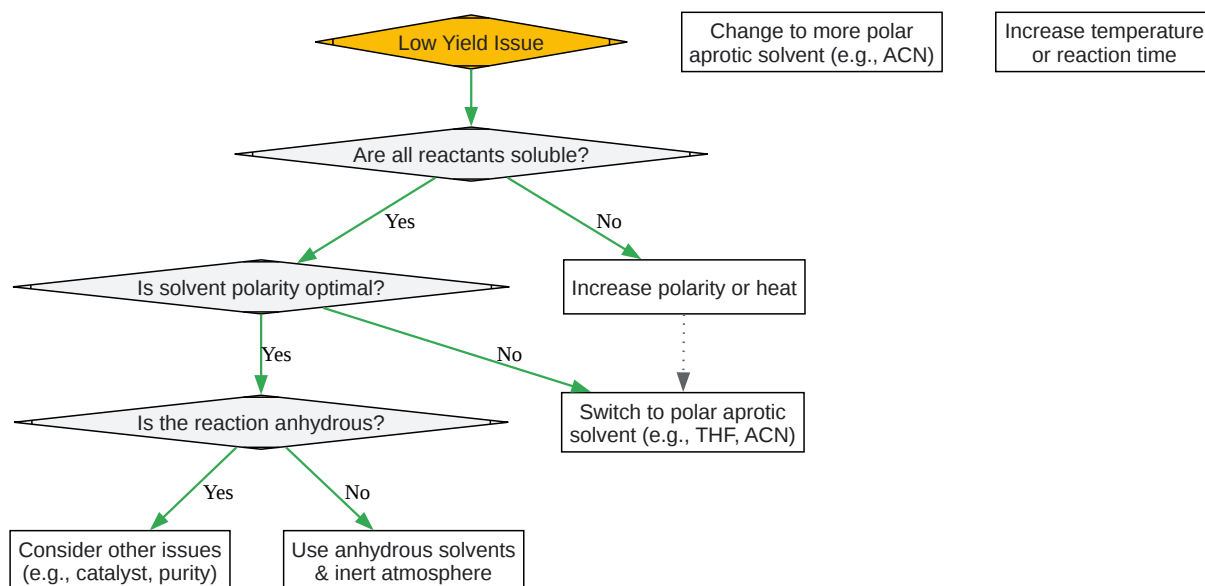 Low Yield Issue
Change to more polar
aprotic solvent (e.g., ACN)
Increase temperature
or reaction time
Are all reactants soluble?
Yes
No
Is solvent polarity optimal?
Increase polarity or heat
Yes
No
Is the reaction anhydrous?
Switch to polar aprotic
solvent (e.g., THF, ACN)
Yes
No
Consider other issues
(e.g., catalyst, purity)
Use anhydrous solvents
& inert atmosphere